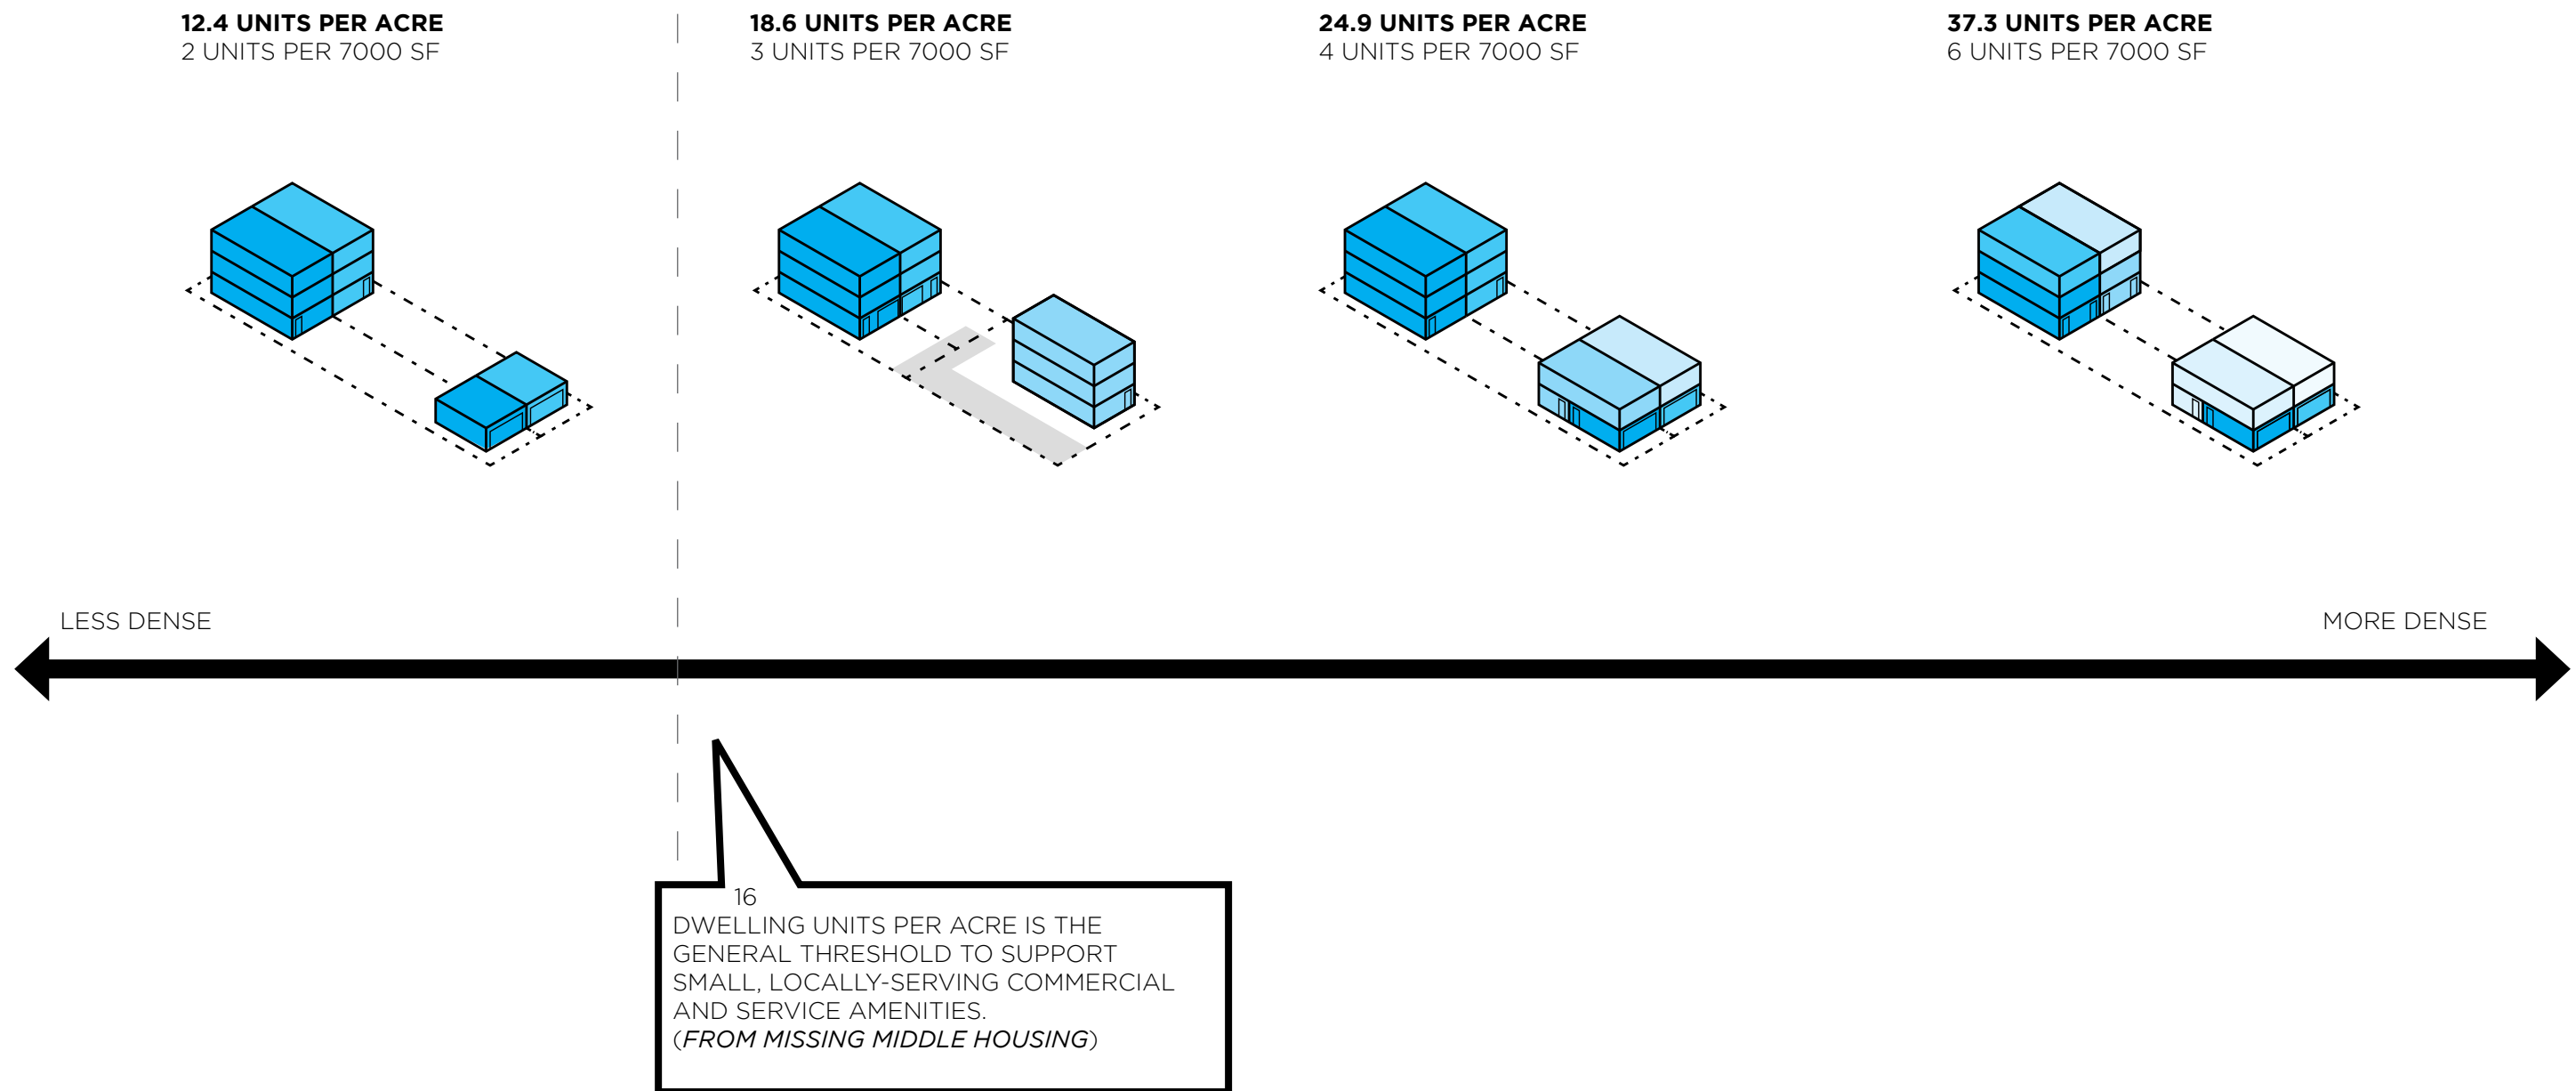 12.4 UNITS PER ACRE
2 UNITS PER 7000 SF
18.6 UNITS PER ACRE
3 UNITS PER 7000 SF
24.9 UNITS PER ACRE
4 UNITS PER 7000 SF
37.3 UNITS PER ACRE
6 UNITS PER 7000 SF
LESS DENSE
MORE DENSE
16
DWELLING UNITS PER ACRE IS THE
GENERAL THRESHOLD TO SUPPORT
SMALL, LOCALLY-SERVING COMMERCIAL
AND SERVICE AMENITIES.
(FROM MISSING MIDDLE HOUSING)